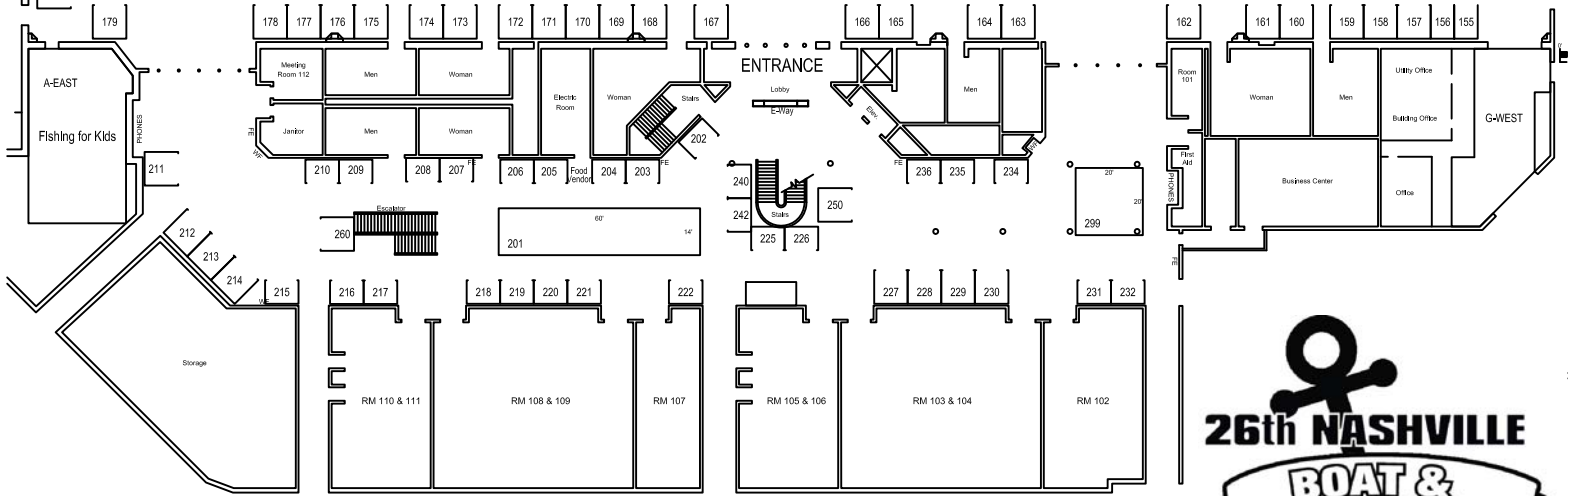 179
178 177 176 175
174 173
172 171 170 169 168
167
166 165
164 163
162
161 160
159 158 157 156 155
A-EAST
Fishing for Kids
PHONES
Meeting
Room 112
Men
Woman
Janitor
Men
Woman
FE
WF
FE
Electric
Room
Woman
Stairs
202
FE
ENTRANCE
Lobby
E-Way
Elev.
Men
FE
WF
Room
101
First
Aid
PHONES
Woman
Men
Utility Office
Building Office
Office
Business Center
G-WEST
FE
211
210 209
208 207
206 205
Food
Vendor
204 203
240
242
Stairs
225 226
250
236 235
234
20'
20'
299
212
213
214
WF
215
Escalator
260
60'
14'
201
216 217
218 219 220 221
222
227 228 229 230
231 232
Storage
RM 110 & 111
RM 108 & 109
RM 107
RM 105 & 106
RM 103 & 104
RM 102
26th NASHVILLE
BOAT &